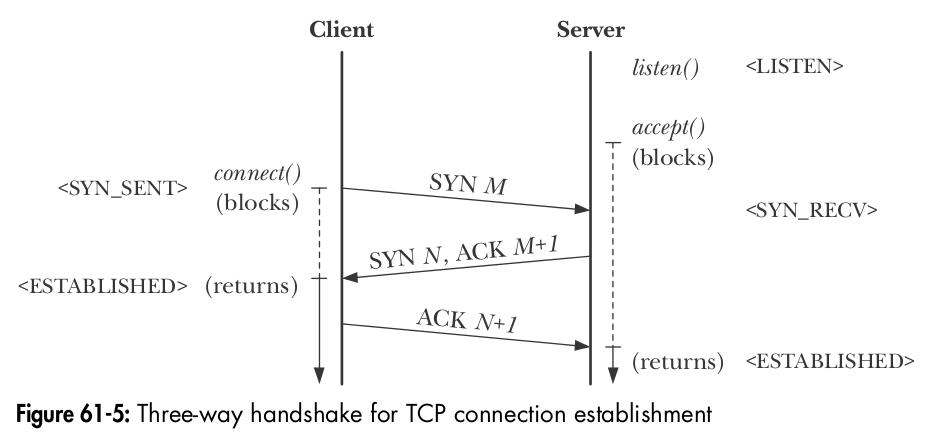 Client
Server
listen() <LISTEN>
accept()
(blocks)
connect()
<SYN_SENT>
(blocks)
SYN M
<SYN_RECV>
SYN N, ACK M+1
<ESTABLISHED> (returns)
ACK N+1
(returns) <ESTABLISHED>
Figure 61-5: Three-way handshake for TCP connection establishment